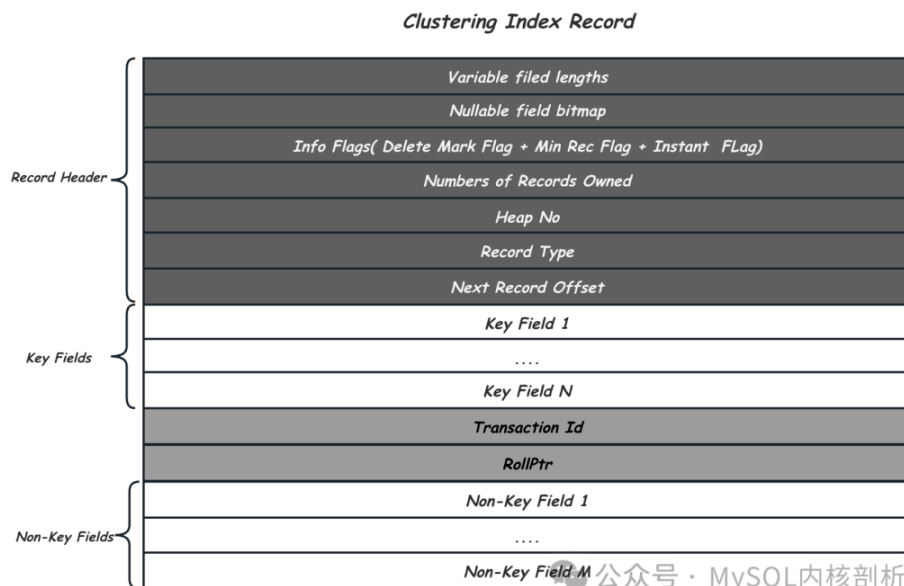 Clustering Index Record
Variable filed lengths
Nullable field bitmap
Info Flags( Delete Mark Flag + Min Rec Flag + Instant FLag)
Record Header
Numbers of Records Owned
Heap No
Record Type
Next Record Offset
Key Field 1
Key Fields
....
Key Field N
Transaction Id
RollPtr
Non-Key Field 1
Non-Key Fields
....
Non-Key Field M
公众号 · MySQL内核剖析